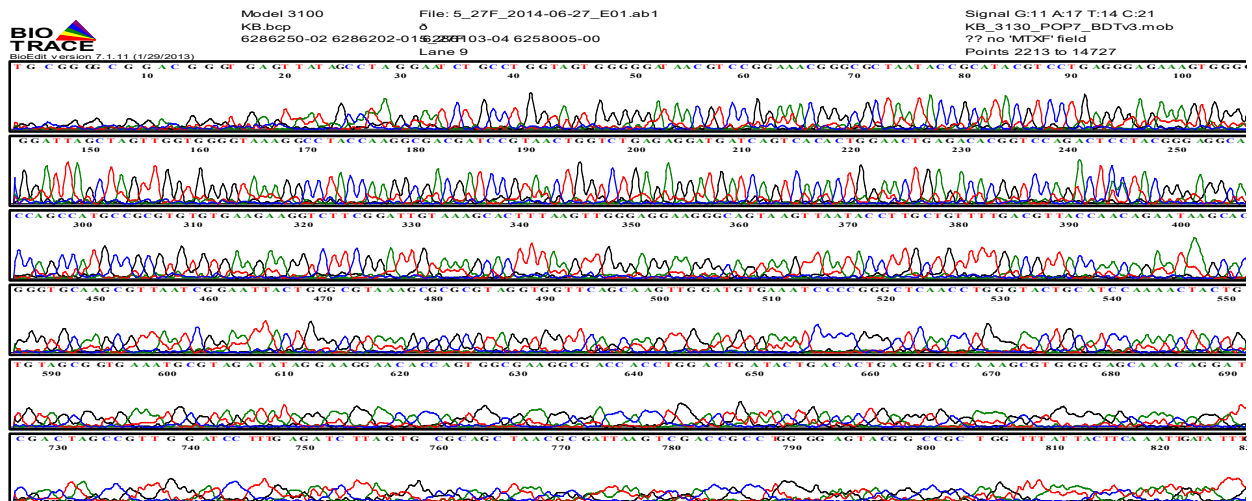 BIO
TRACE
BioEdit version 7.1.11 (1/29/2013)
Model 3100
KB.bcp
6286250-02 6286202-01
File: 5_27F_2014-06-27_E01.ab1
Lane 9
Signal G:11 A:17 T:14 C:21
KB_3130_POP7_BDTv3.mob
?? no 'MTXF' field
Points 2213 to 14727
10 20 30 40 50 60 70 80 90 100
GGATTAGCTAGTTGGTGGGGTAAAGGCCTACCAAGGCGACGATCCGTAACTGGTCTGAGAGGATGATCAGTCACACTGGAACTGAGACACGGTCCAGACTCCTACGGGAGGCA
150 160 170 180 190 200 210 220 230 240 250
CCAGCCATGCCGCGTGTGTGAAGAAGGTCTTCGGATTGTAAAGCACTTTAAGTTGGGAGGAAGGGCAGTAAGTTAATACCTTGCTGTTTTGACGTTACCAACAGAATAAGCAC
300 310 320 330 340 350 360 370 380 390 400
GGGTGCAAGCGTTAATCGGAATTACTGGGCGTAAAGCGCGCGTAGGTGGTTCAGCAAGTTGGATGTGAAATCCCCGGGCTCAACCTGGGTACTGCATCCAAAACTACTG
450 460 470 480 490 500 510 520 530 540 550
TGTAGCGGTGAAATGCGTAGATATAGGAAGGAACACCAGTGGCGAAGGCGACCACCTGGACTGATACTGACACTGAGGTGCGAAAGCGTGGGGAGCAAACAGGAT
590 600 610 620 630 640 650 660 670 680 690
730 740 750 760 770 780 790 800 810 820